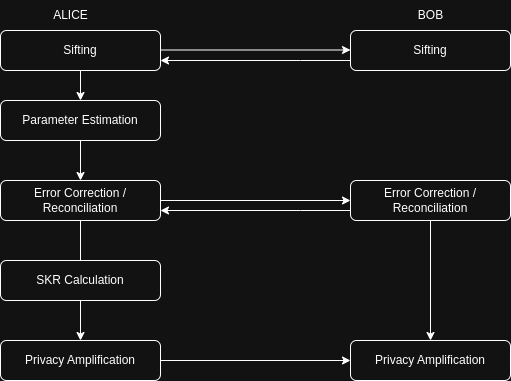 ALICE
BOB
Sifting
Sifting
Parameter Estimation
Error Correction /
Reconciliation
Error Correction /
Reconciliation
SKR Calculation
Privacy Amplification
Privacy Amplification